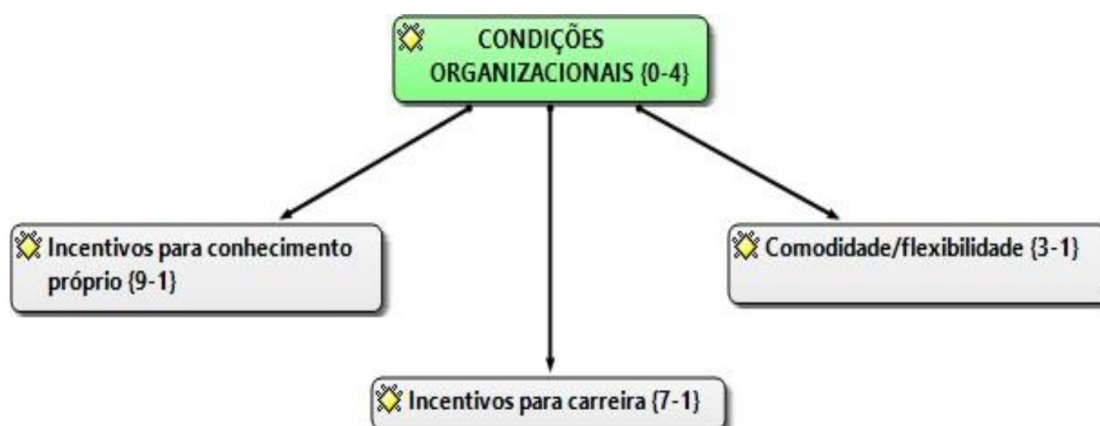 CONDIÇÕES
ORGANIZACIONAIS {0-4}
Incentivos para conhecimento
próprio {9-1}
Comodidade/flexibilidade {3-1}
Incentivos para carreira {7-1}